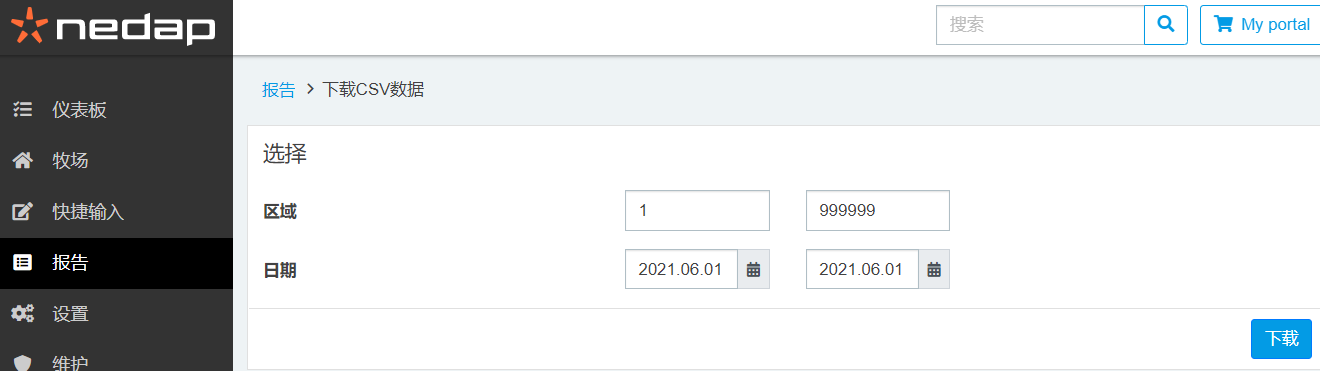 nedap
搜索
My portal
仪表板
牧场
快捷输入
报告
设置
维护
报告 > 下载CSV数据
选择
区域 1 999999
日期 2021.06.01 2021.06.01
下载